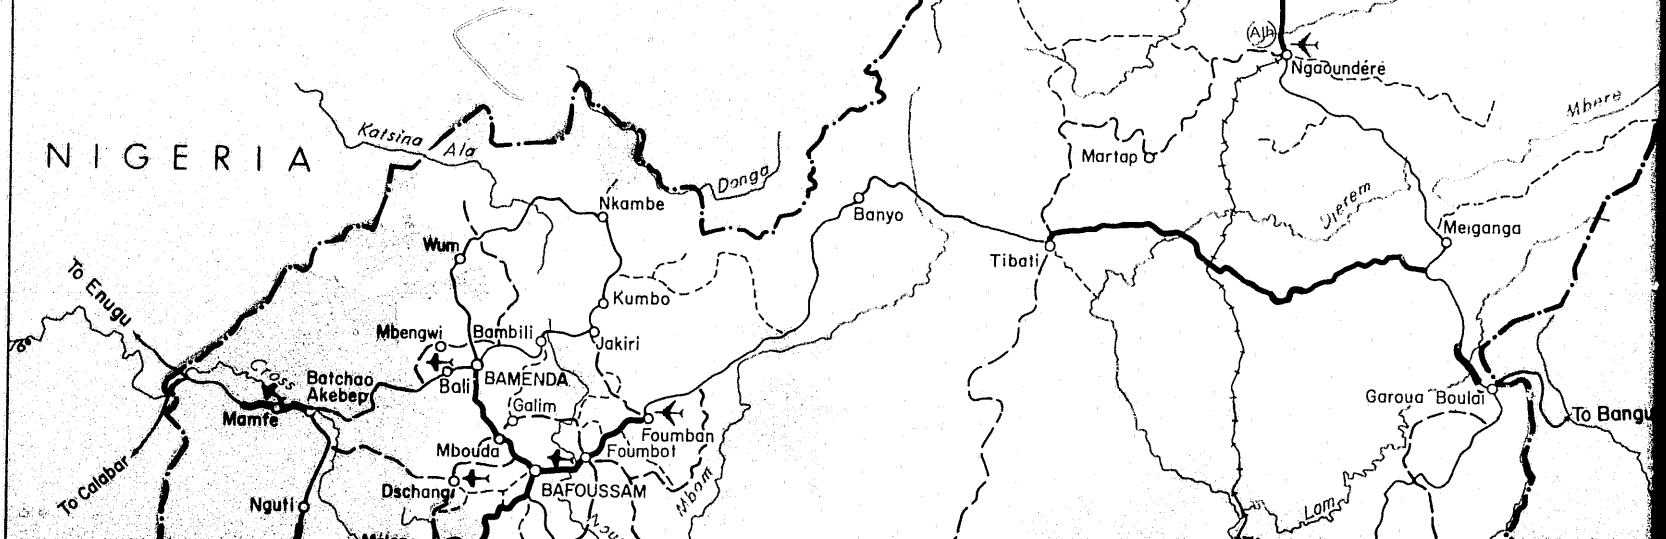 Alh
Ngaoundéré
Mbere
NIGERIA
Katsina
Ala
Martap
Donga
Nkambe
Banyo
Djerem
Wum
Meiganga
Tibati
To Enugu
Kumbo
Mbengwi
Bambili
Jakiri
Cross
Batchao
Akebep
Bali
BAMENDA
Galim
Garoua Boulaï
Mamfe
To Bangu
Foumban
Mbouda
Foumbot
To Calabar
Dschang
BAFOUSSAM
Mbam
Nguti
Lom